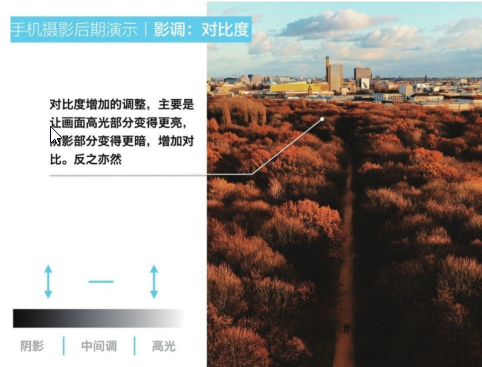 手机摄影后期演示丨影调：对比度
对比度增加的调整，主要是
让画面高光部分变得更亮，
阴影部分变得更暗，增加对
比。反之亦然
阴影 | 中间调 | 高光